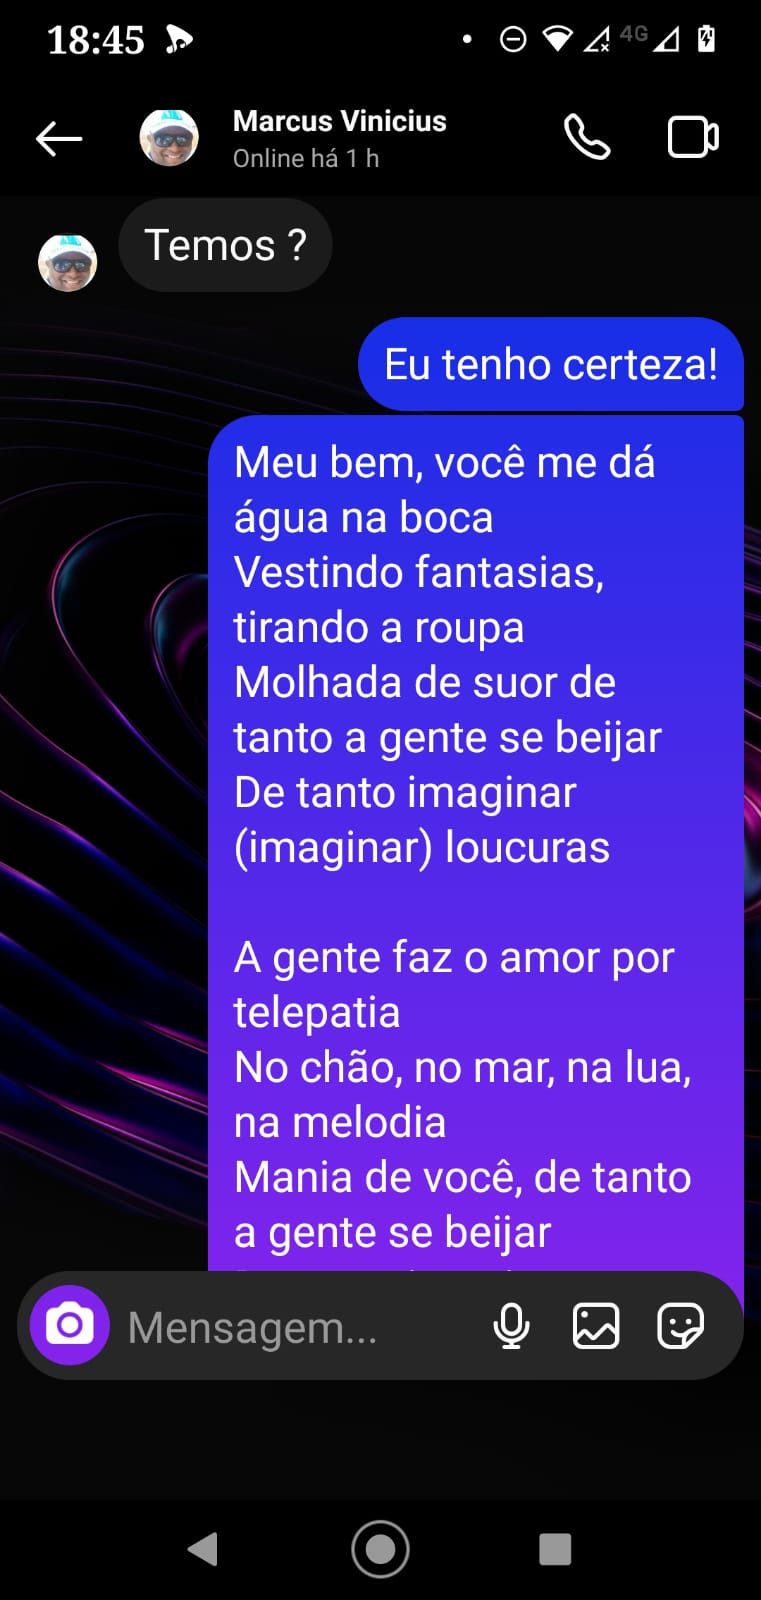 18:45
4G
Marcus Vinicius
Online há 1 h
Temos ?
Eu tenho certeza!
Meu bem, você me dá
água na boca
Vestindo fantasias,
tirando a roupa
Molhada de suor de
tanto a gente se beijar
De tanto imaginar
(imaginar) loucuras
A gente faz o amor por
telepatia
No chão, no mar, na lua,
na melodia
Mania de você, de tanto
a gente se beijar
Mensagem...